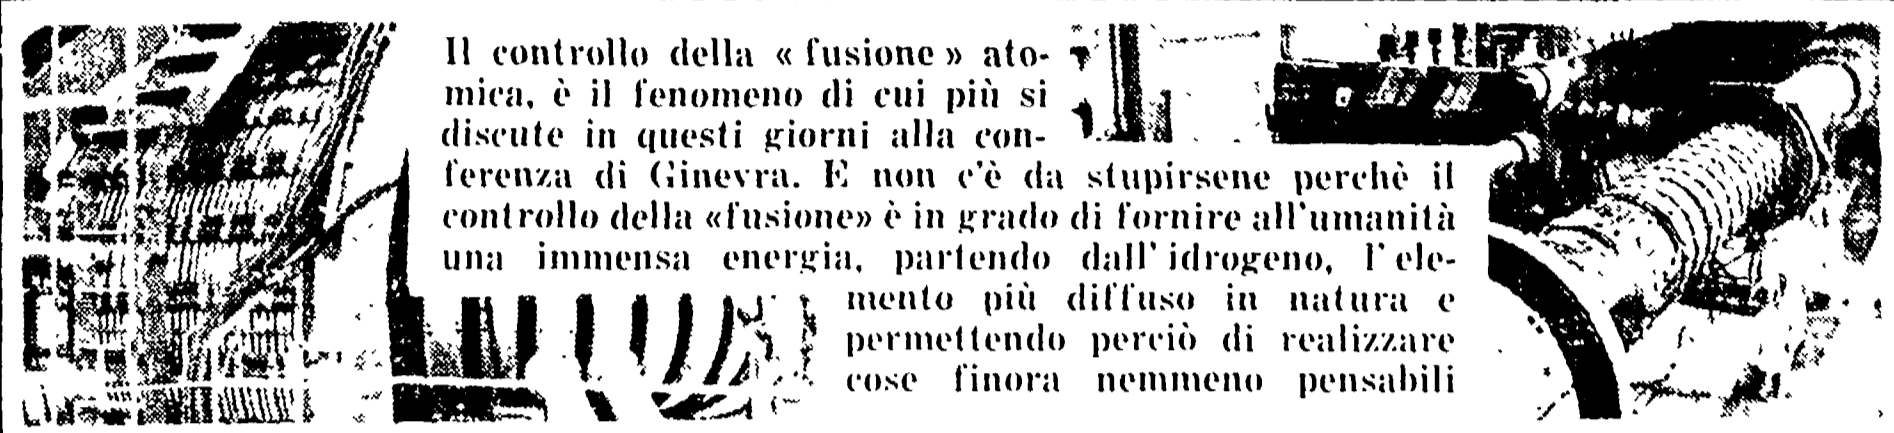 Il controllo della « fusione » ato-
mica, è il fenomeno di cui più si
discute in questi giorni alla con-
ferenza di Ginevra. E non c'è da stupirsene perchè il
controllo della «fusione» è in grado di fornire all'umanità
una immensa energia, partendo dall'idrogeno, l'ele-
mento più diffuso in natura e
permettendo perciò di realizzare
cose finora nemmeno pensabili